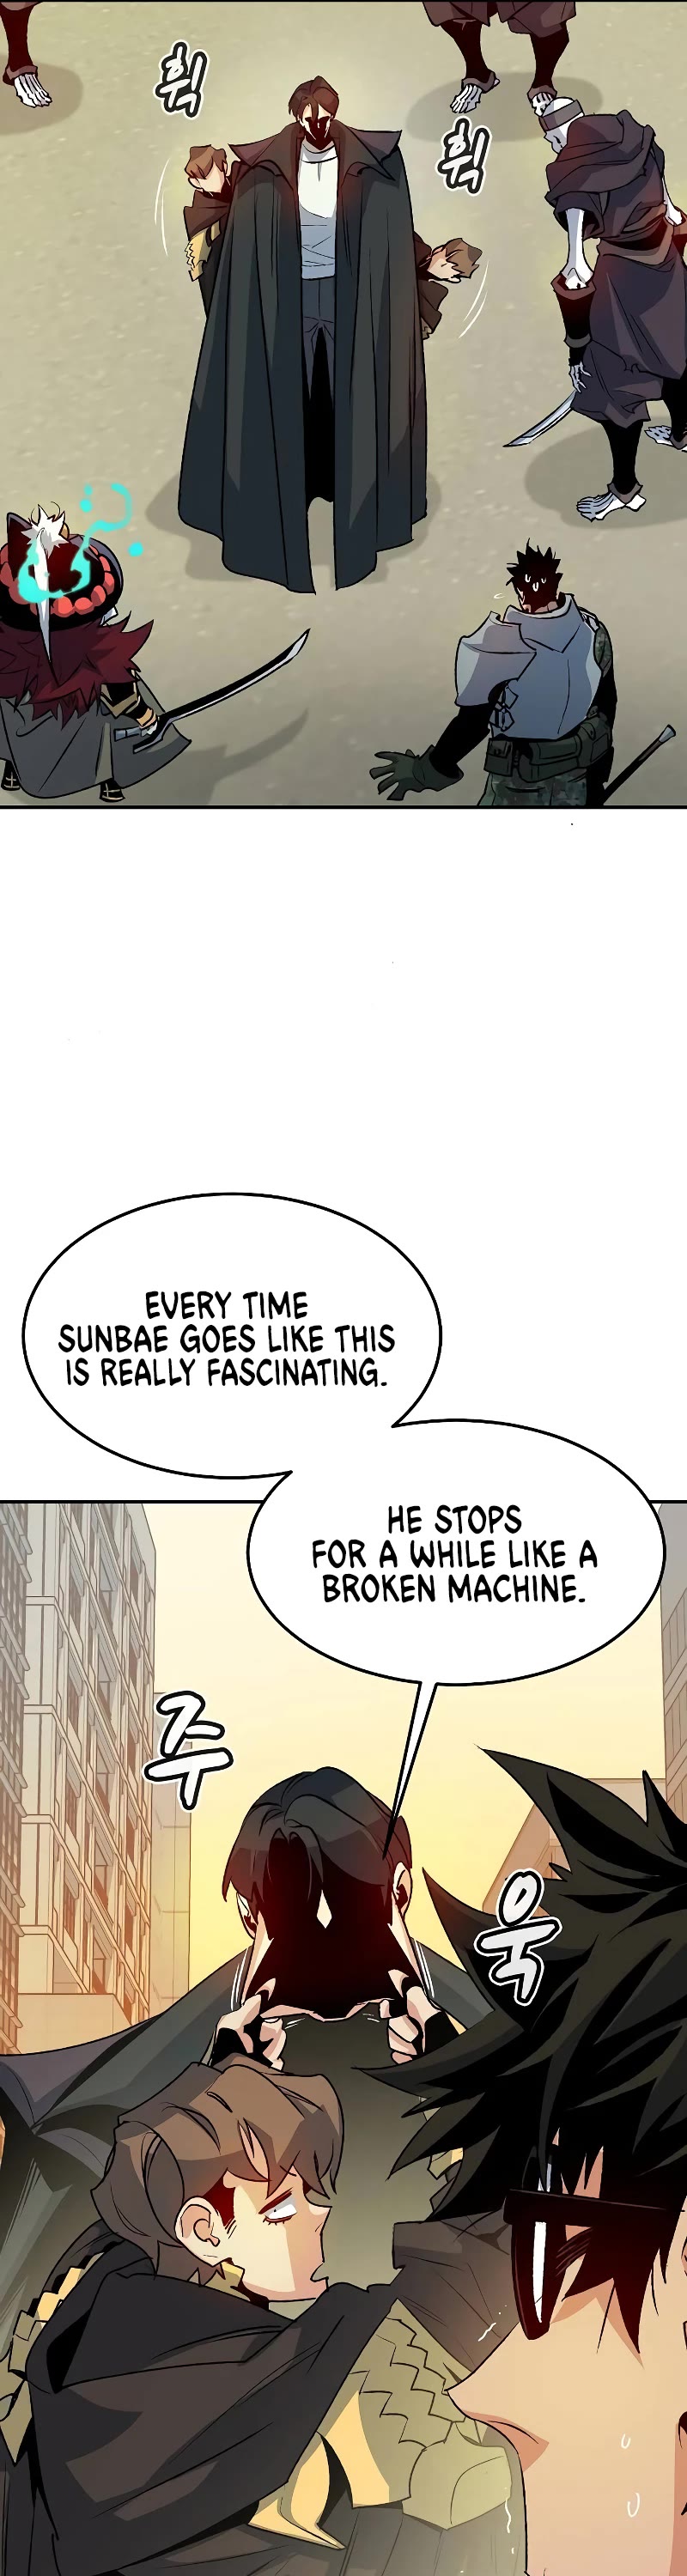 휙
휙
EVERY TIME
SUNBAE GOES LIKE THIS
IS REALLY FASCINATING.
HE STOPS
FOR A WHILE LIKE A
BROKEN MACHINE.
주
욱